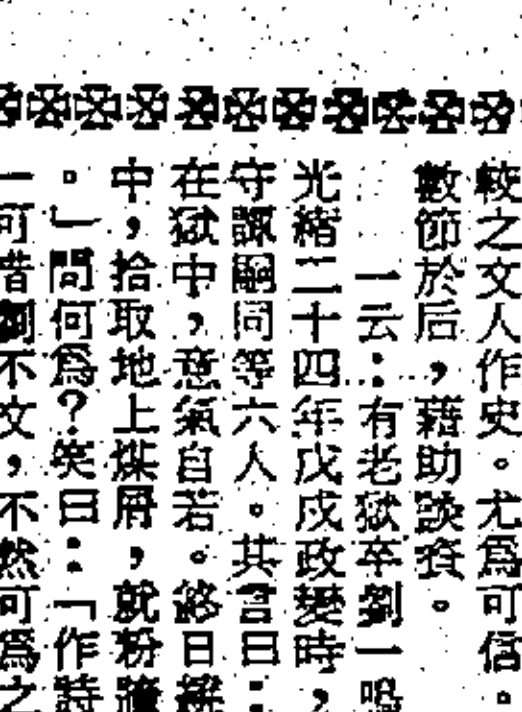 較之文人作史。尤爲可信。
數節於后，藉助談資。
一云：有老獄卒劉一鳴
光緒二十四年戊戌政變時，
守諏嗣同等六人。其言曰：
在獄中，意氣自若。終日繞
中，拾取地上煤屑，就粉牆
。」問何爲？笑曰：「作詩
一可惜劉不文，不然可爲之